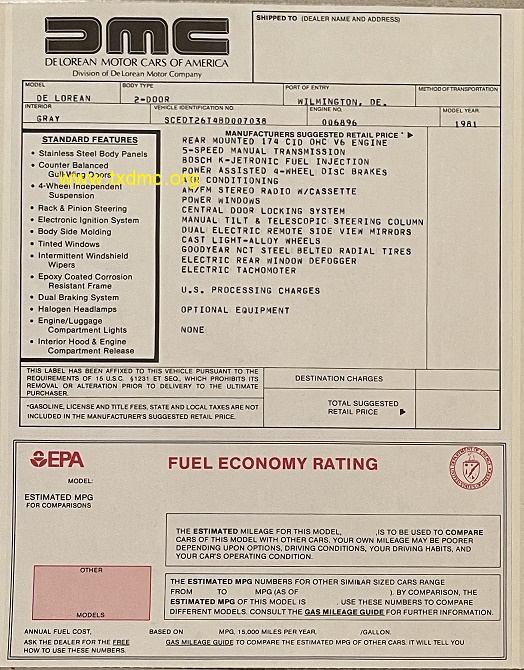 DMC
DE LOREAN MOTOR CARS OF AMERICA
Division of De Lorean Motor Company
SHIPPED TO (DEALER NAME AND ADDRESS)
MODEL
DE LOREAN
BODY TYPE
2-DOOR
PORT OF ENTRY
WILMINGTON, DE.
METHOD OF TRANSPORTATION
INTERIOR
GRAY
VEHICLE IDENTIFICATION NO.
SCEDT26T4BD007038
ENGINE NO.
006896
MODEL YEAR
1981
STANDARD FEATURES
• Stainless Steel Body Panels
• Counter Balanced
Gull-Wing Doors
• 4-Wheel Independent
Suspension
• Rack & Pinion Steering
• Electronic Ignition System
• Body Side Molding
• Tinted Windows
• Intermittent Windshield
Wipers
• Epoxy Coated Corrosion
Resistant Frame
• Dual Braking System
• Halogen Headlamps
• Engine/Luggage
Compartment Lights
• Interior Hood & Engine
Compartment Release
www.txdmc.org
MANUFACTURERS SUGGESTED RETAIL PRICE * ▶
REAR MOUNTED 174 CID OHC V6 ENGINE
5-SPEED MANUAL TRANSMISSION
BOSCH K-JETRONIC FUEL INJECTION
POWER ASSISTED 4-WHEEL DISC BRAKES
AIR CONDITIONING
AM/FM STEREO RADIO W/CASSETTE
POWER WINDOWS
CENTRAL DOOR LOCKING SYSTEM
MANUAL TILT & TELESCOPIC STEERING COLUMN
DUAL ELECTRIC REMOTE SIDE VIEW MIRRORS
CAST LIGHT-ALLOY WHEELS
GOODYEAR NCT STEEL BELTED RADIAL TIRES
ELECTRIC REAR WINDOW DEFOGGER
ELECTRIC TACHOMETER
U.S. PROCESSING CHARGES
OPTIONAL EQUIPMENT
NONE
THIS LABEL HAS BEEN AFFIXED TO THIS VEHICLE PURSUANT TO THE
REQUIREMENTS OF 15 U.S.C. §1231 ET SEQ., WHICH PROHIBITS ITS
REMOVAL OR ALTERATION PRIOR TO DELIVERY TO THE ULTIMATE
PURCHASER.
*GASOLINE, LICENSE AND TITLE FEES, STATE AND LOCAL TAXES ARE NOT
INCLUDED IN THE MANUFACTURER'S SUGGESTED RETAIL PRICE.
DESTINATION CHARGES
TOTAL SUGGESTED
RETAIL PRICE ▶
EPA
FUEL ECONOMY RATING
MODEL:
ESTIMATED MPG
FOR COMPARISONS
THE ESTIMATED MILEAGE FOR THIS MODEL, ,IS TO BE USED TO COMPARE
CARS OF THIS MODEL WITH OTHER CARS. YOUR OWN MILEAGE MAY BE POORER
DEPENDING UPON OPTIONS, DRIVING CONDITIONS, YOUR DRIVING HABITS, AND
YOUR CAR'S OPERATING CONDITION.
OTHER
MODELS
THE ESTIMATED MPG NUMBERS FOR OTHER SIMILAR SIZED CARS RANGE
FROM TO MPG (AS OF ). BY COMPARISON, THE
ESTIMATED MPG OF THIS MODEL IS . USE THESE NUMBERS TO COMPARE
DIFFERENT MODELS. CONSULT THE GAS MILEAGE GUIDE FOR FURTHER INFORMATION.
ANNUAL FUEL COST, BASED ON MPG, 15,000 MILES PER YEAR, /GALLON.
ASK THE DEALER FOR THE FREE GAS MILEAGE GUIDE TO COMPARE THE ESTIMATED MPG OF OTHER CARS. IT WILL TELL YOU
HOW TO USE THESE NUMBERS.